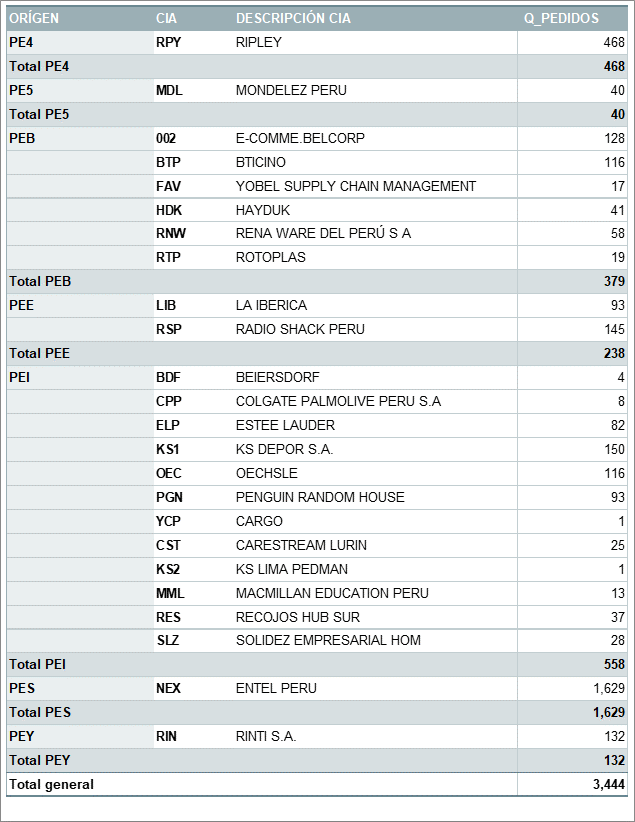 ORÍGEN CIA DESCRIPCIÓN CIA Q_PEDIDOS
PE4 RPY RIPLEY 468
Total PE4 468
PE5 MDL MONDELEZ PERU 40
Total PE5 40
PEB 002 E-COMME.BELCORP 128
BTP BTICINO 116
FAV YOBEL SUPPLY CHAIN MANAGEMENT 17
HDK HAYDUK 41
RNW RENA WARE DEL PERÚ S A 58
RTP ROTOPLAS 19
Total PEB 379
PEE LIB LA IBERICA 93
RSP RADIO SHACK PERU 145
Total PEE 238
PEI BDF BEIERSDORF 4
CPP COLGATE PALMOLIVE PERU S.A 8
ELP ESTEE LAUDER 82
KS1 KS DEPOR S.A. 150
OEC OECHSLE 116
PGN PENGUIN RANDOM HOUSE 93
YCP CARGO 1
CST CARESTREAM LURIN 25
KS2 KS LIMA PEDMAN 1
MML MACMILLAN EDUCATION PERU 13
RES RECOJOS HUB SUR 37
SLZ SOLIDEZ EMPRESARIAL HOM 28
Total PEI 558
PES NEX ENTEL PERU 1,629
Total PES 1,629
PEY RIN RINTI S.A. 132
Total PEY 132
Total general 3,444